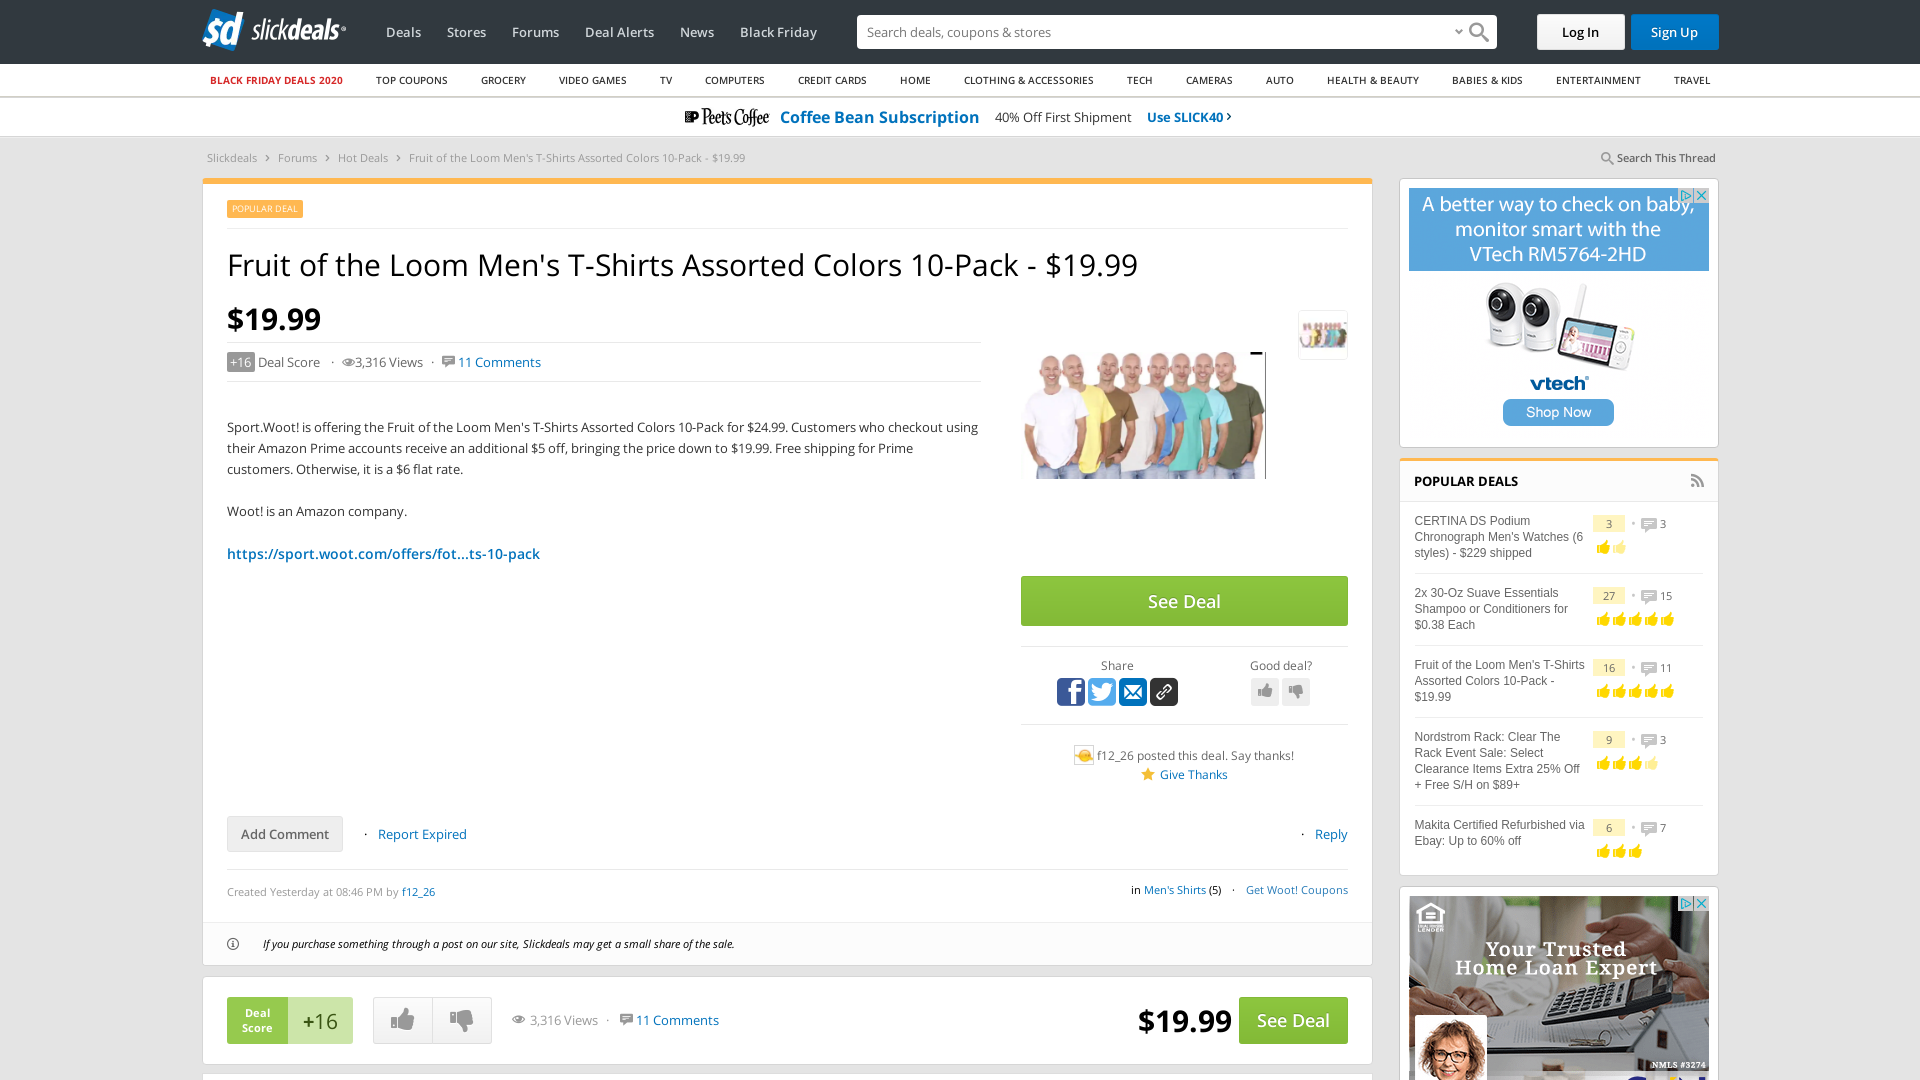 slickdeals
Deals Stores Forums Deal Alerts News Black Friday
Search deals, coupons & stores
Log In Sign Up
BLACK FRIDAY DEALS 2020 TOP COUPONS GROCERY VIDEO GAMES TV COMPUTERS CREDIT CARDS HOME CLOTHING & ACCESSORIES TECH CAMERAS AUTO HEALTH & BEAUTY BABIES & KIDS ENTERTAINMENT TRAVEL
Peet's Coffee Coffee Bean Subscription 40% Off First Shipment Use SLICK40 ›
Slickdeals › Forums › Hot Deals › Fruit of the Loom Men's T-Shirts Assorted Colors 10-Pack - $19.99
Search This Thread
POPULAR DEAL
Fruit of the Loom Men's T-Shirts Assorted Colors 10-Pack - $19.99
$19.99
+16 Deal Score · 3,316 Views · 11 Comments
Sport.Woot! is offering the Fruit of the Loom Men's T-Shirts Assorted Colors 10-Pack for $24.99. Customers who checkout using
their Amazon Prime accounts receive an additional $5 off, bringing the price down to $19.99. Free shipping for Prime
customers. Otherwise, it is a $6 flat rate.
Woot! is an Amazon company.
https://sport.woot.com/offers/fot...ts-10-pack
See Deal
Share Good deal?
f12_26 posted this deal. Say thanks!
Give Thanks
Add Comment · Report Expired · Reply
Created Yesterday at 08:46 PM by f12_26
in Men's Shirts (5) · Get Woot! Coupons
If you purchase something through a post on our site, Slickdeals may get a small share of the sale.
Deal
Score
+16
3,316 Views · 11 Comments
$19.99 See Deal
A better way to check on baby,
monitor smart with the
VTech RM5764-2HD
vtech
Shop Now
POPULAR DEALS
CERTINA DS Podium
Chronograph Men's Watches (6
styles) - $229 shipped
3 • 3
2x 30-Oz Suave Essentials
Shampoo or Conditioners for
$0.38 Each
27 • 15
Fruit of the Loom Men's T-Shirts
Assorted Colors 10-Pack -
$19.99
16 • 11
Nordstrom Rack: Clear The
Rack Event Sale: Select
Clearance Items Extra 25% Off
+ Free S/H on $89+
9 • 3
Makita Certified Refurbished via
Ebay: Up to 60% off
6 • 7
Your Trusted
Home Loan Expert
NMLS #3274